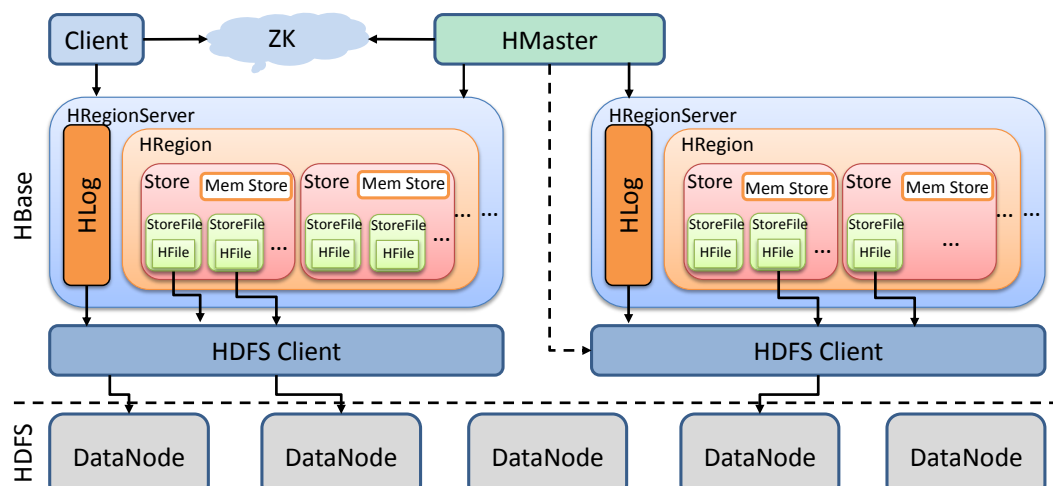 Client
ZK
HMaster
HBase
HRegionServer
HLog
HRegion
Store
Mem Store
StoreFile
HFile
StoreFile
HFile
...
Store
Mem Store
StoreFile
HFile
StoreFile
HFile
...
... ...
HRegionServer
HLog
HRegion
Store
Mem Store
StoreFile
HFile
StoreFile
HFile
...
Store
Mem Store
StoreFile
HFile
...
... ...
HDFS Client
HDFS Client
HDFS
DataNode
DataNode
DataNode
DataNode
DataNode